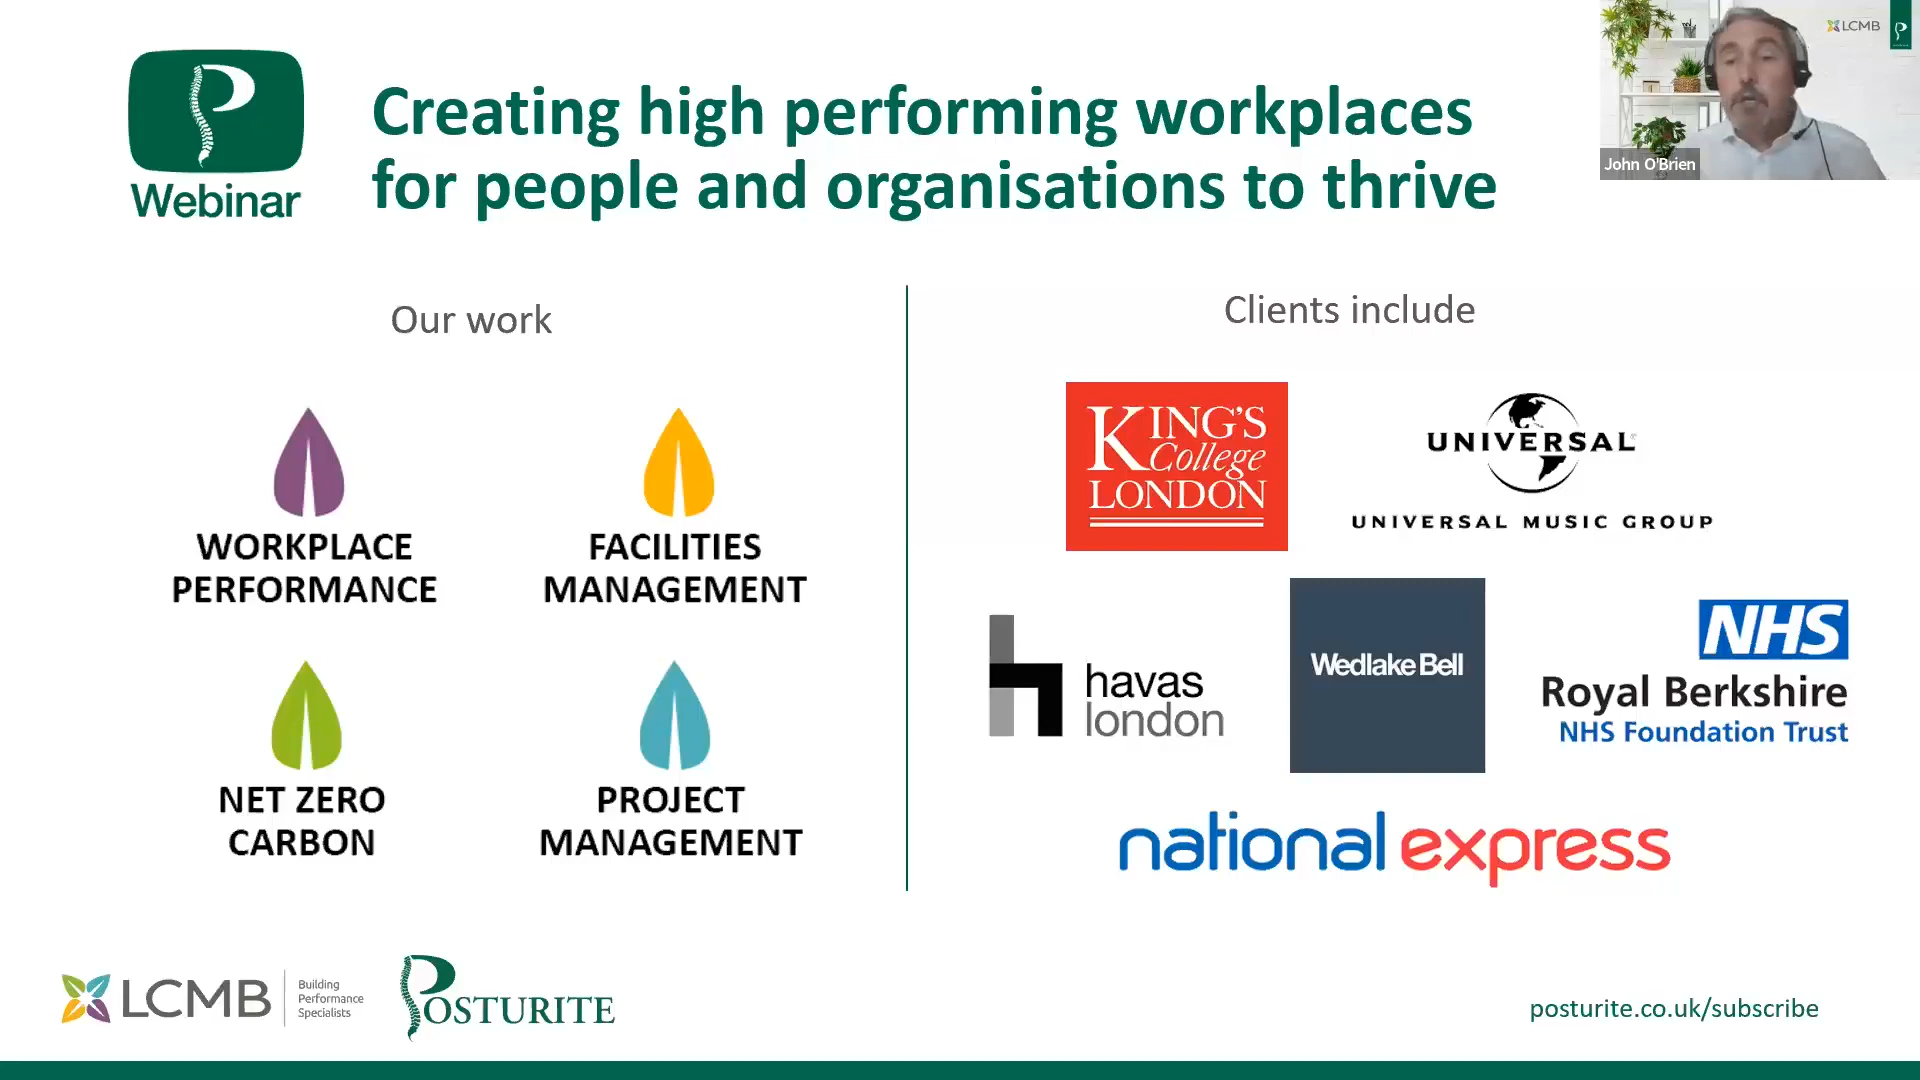 Webinar
Creating high performing workplaces
for people and organisations to thrive
LCMB
John O'Brien
Our work
WORKPLACE
PERFORMANCE
FACILITIES
MANAGEMENT
NET ZERO
CARBON
PROJECT
MANAGEMENT
Clients include
KING'S
College
LONDON
UNIVERSAL
UNIVERSAL MUSIC GROUP
havas
london
Wedlake Bell
NHS
Royal Berkshire
NHS Foundation Trust
national express
LCMB
Building
Performance
Specialists
POSTURITE
posturite.co.uk/subscribe